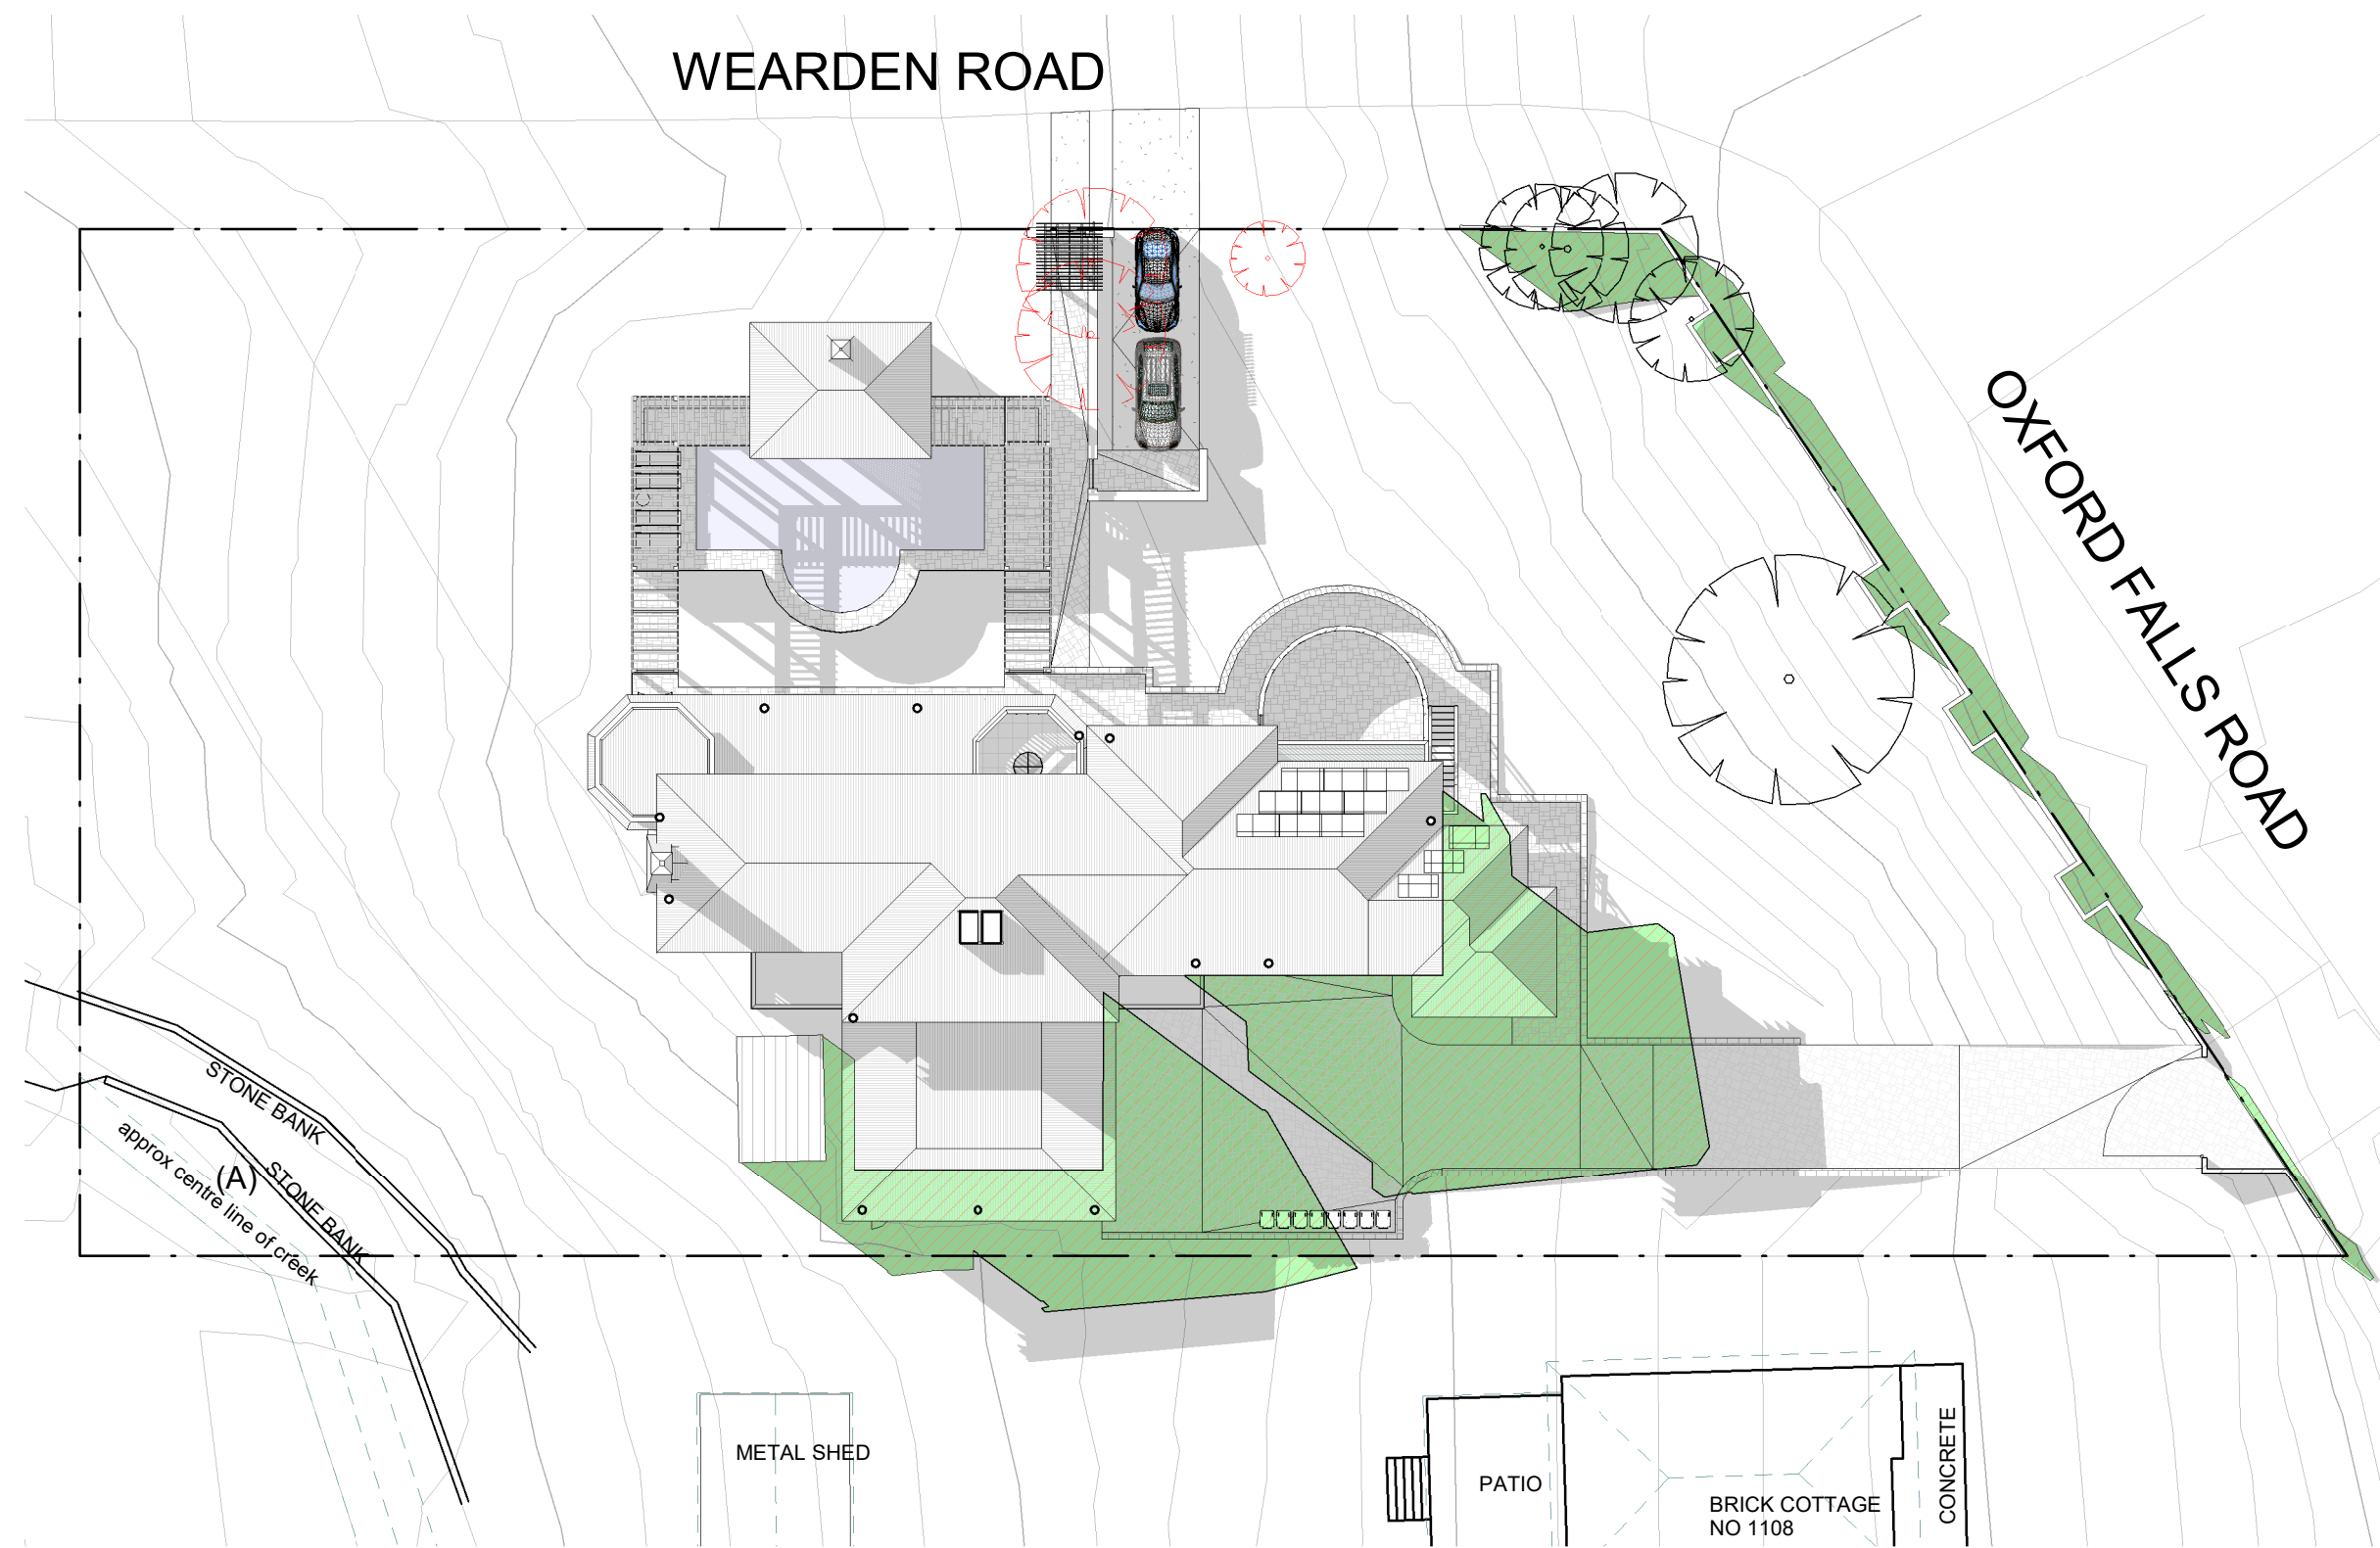 WEARDEN ROAD
OXFORD FALLS ROAD
STONE BANK
(A)
STONE BANK
approx centre line of creek
METAL SHED
PATIO
BRICK COTTAGE
NO 1108
CONCRETE